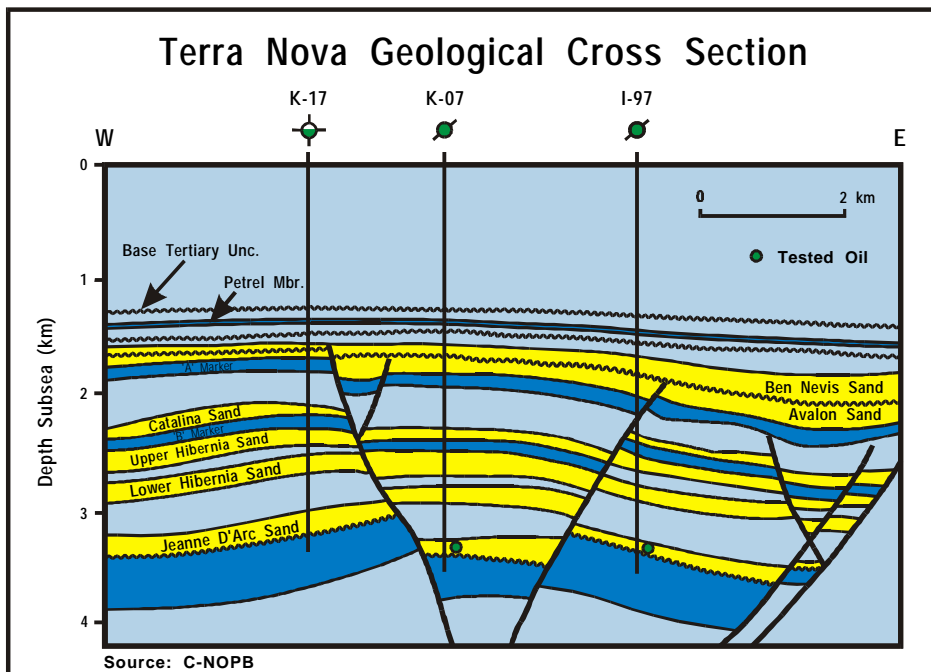 Terra Nova Geological Cross Section
K-17
K-07
I-97
W
E
0
0
2 km
Tested Oil
Base Tertiary Unc.
1
Petrel Mbr.
Depth Subsea (km)
'A' Marker
2
Ben Nevis Sand
Avalon Sand
Catalina Sand
'B' Marker
Upper Hibernia Sand
Lower Hibernia Sand
3
Jeanne D'Arc Sand
4
Source: C-NOPB